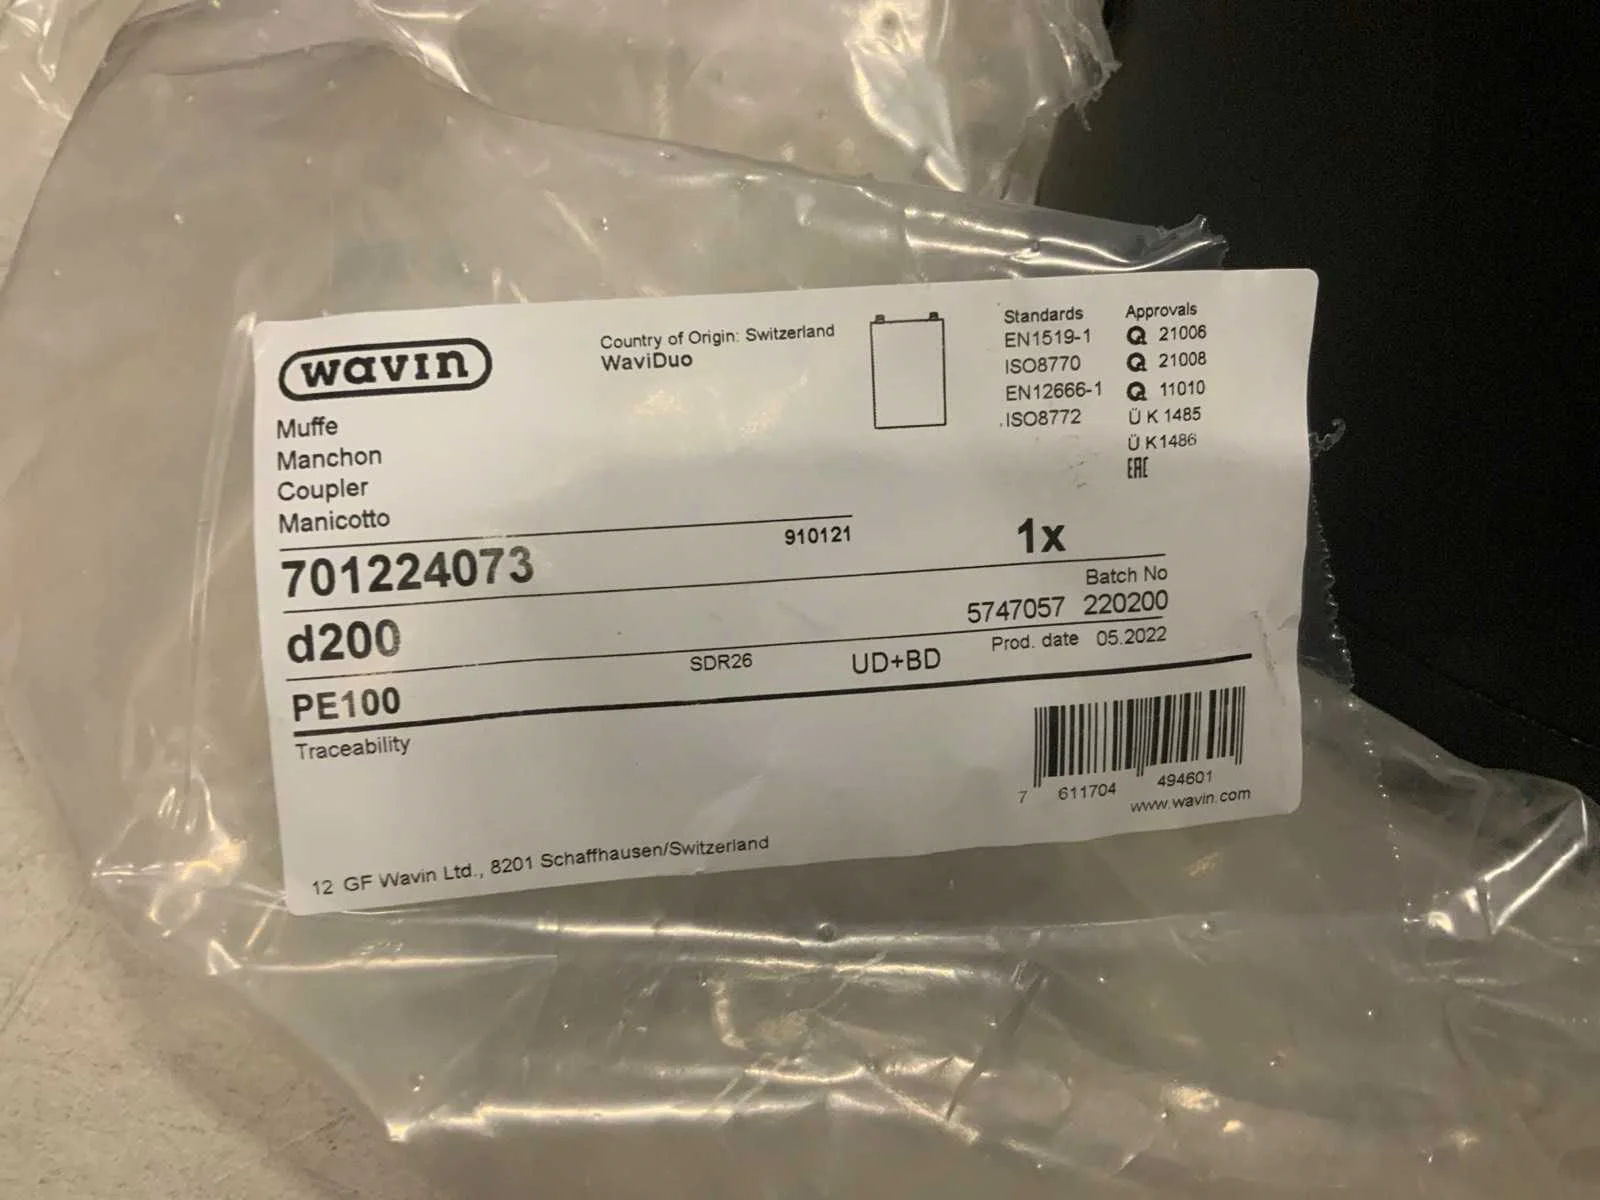 wavin
Country of Origin: Switzerland
WaviDuo
Standards
EN1519-1
ISO8770
EN12666-1
.ISO8772
Approvals
Q 21006
Q 21008
Q 11010
Ü K 1485
Ü K1486
EAC
Muffe
Manchon
Coupler
Manicotto
701224073
910121
1x
d200
Batch No
5747057 220200
PE100
SDR26
UD+BD
Prod. date 05.2022
Traceability
7 611704 494601
www.wavin.com
12 GF Wavin Ltd., 8201 Schaffhausen/Switzerland